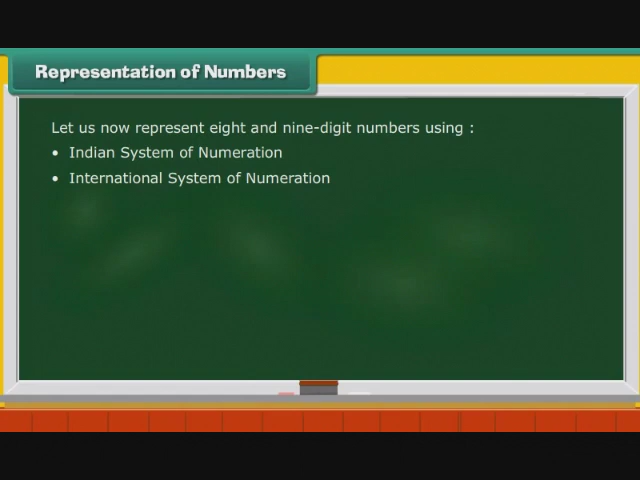 Representation of Numbers
Let us now represent eight and nine-digit numbers using :
• Indian System of Numeration
• International System of Numeration